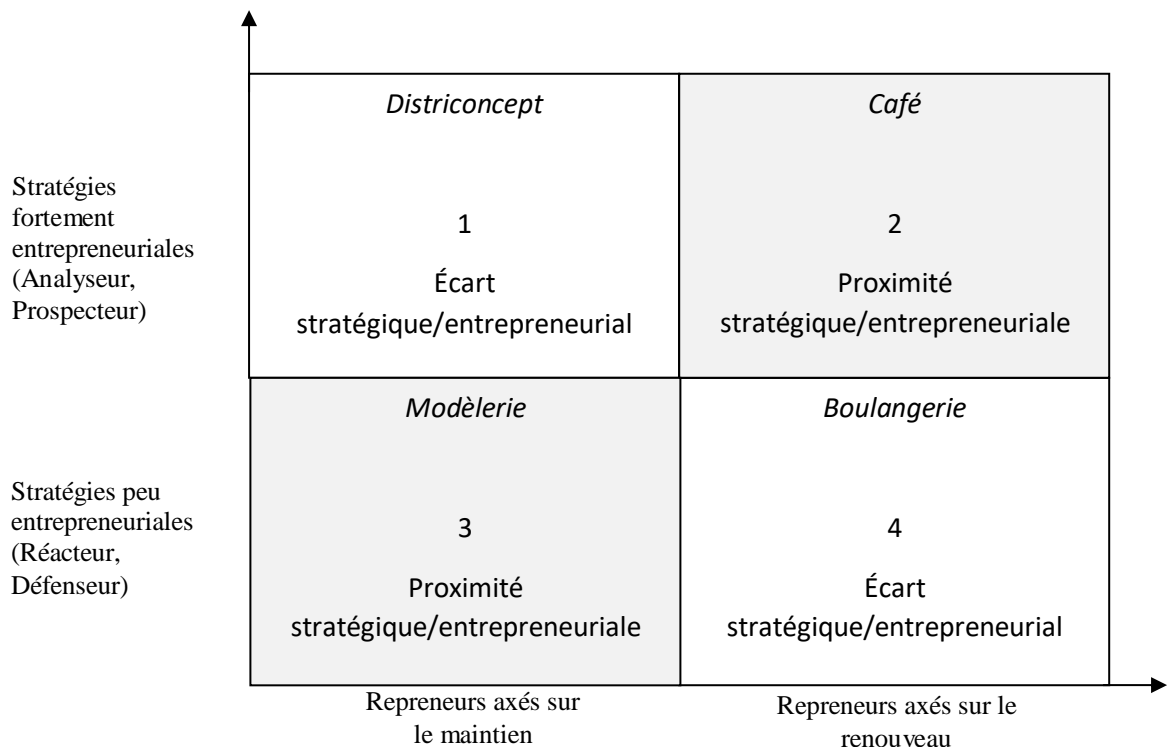 Districoncept
Café
Stratégies
fortement
entrepreneuriales
(Analyseur,
Prospecteur)
1
2
Écart
stratégique/entrepreneurial
Proximité
stratégique/entrepreneuriale
Modèlerie
Boulangerie
Stratégies peu
entrepreneuriales
(Réacteur,
Défenseur)
3
4
Proximité
stratégique/entrepreneuriale
Écart
stratégique/entrepreneurial
Repreneurs axés sur
le maintien
Repreneurs axés sur le
renouveau